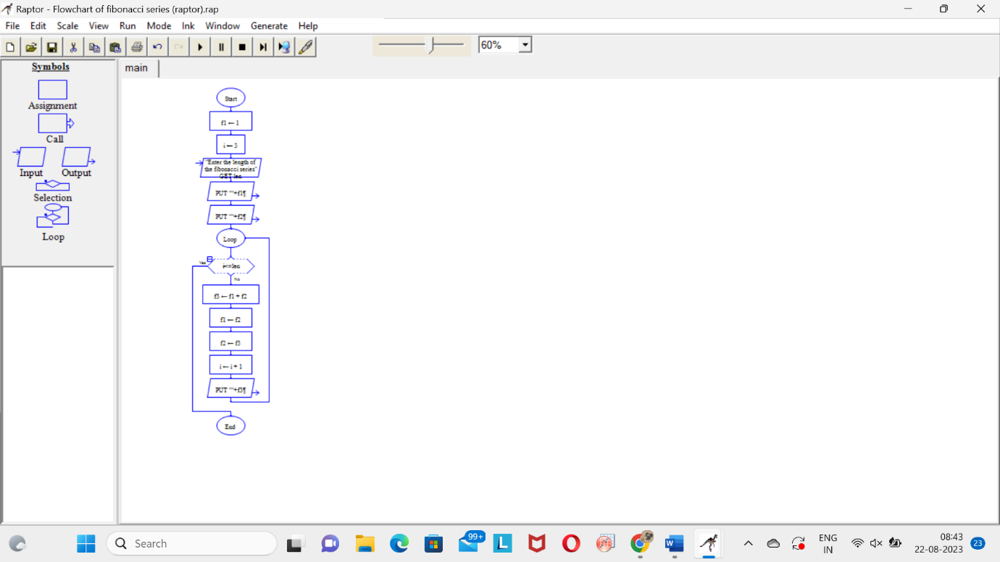 Raptor - Flowchart of fibonacci series (raptor).rap
File Edit Scale View Run Mode Ink Window Generate Help
60%
Symbols
Assignment
Call
Input Output
Selection
Loop
main
Start
f1 ← 1
i ← 3
"Enter the length of
the fibonacci series"
GET len
PUT ""+f1¶
PUT ""+f2¶
Loop
Yes
i<=len
No
f3 ← f1 + f2
f1 ← f2
f2 ← f3
i ← i + 1
PUT ""+f3¶
End
Search
99+
L
W
ENG
IN
08:43
22-08-2023
23